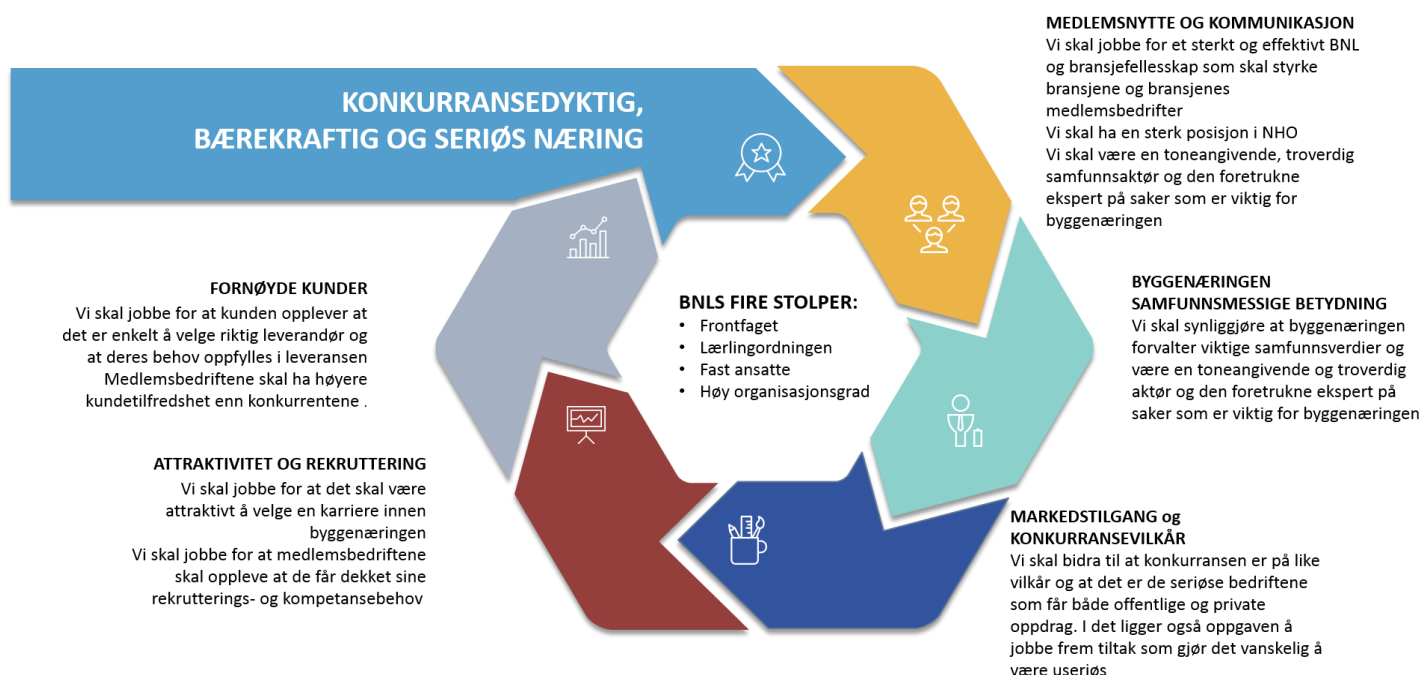 KONKURRANSEDYKTIG,
BÆREKRAFTIG OG SERIØS NÆRING
MEDLEMSNYTTE OG KOMMUNIKASJON
Vi skal jobbe for et sterkt og effektivt BNL
og bransjefellesskap som skal styrke
bransjene og bransjenes
medlemsbedrifter
Vi skal ha en sterk posisjon i NHO
Vi skal være en toneangivende, troverdig
samfunnsaktør og den foretrukne
ekspert på saker som er viktig for
byggenæringen
BYGGENÆRINGEN
SAMFUNNSMESSIGE BETYDNING
Vi skal synliggjøre at byggenæringen
forvalter viktige samfunnsverdier og
være en toneangivende og troverdig
aktør og den foretrukne ekspert på
saker som er viktig for byggenæringen
MARKEDSTILGANG og
KONKURRANSEVILKÅR
Vi skal bidra til at konkurransen er på like
vilkår og at det er de seriøse bedriftene
som får både offentlige og private
oppdrag. I det ligger også oppgaven å
jobbe frem tiltak som gjør det vanskelig å
være useriøs
ATTRAKTIVITET OG REKRUTTERING
Vi skal jobbe for at det skal være
attraktivt å velge en karriere innen
byggenæringen
Vi skal jobbe for at medlemsbedriftene
skal oppleve at de får dekket sine
rekrutterings- og kompetansebehov
FORNØYDE KUNDER
Vi skal jobbe for at kunden opplever at
det er enkelt å velge riktig leverandør og
at deres behov oppfylles i leveransen
Medlemsbedriftene skal ha høyere
kundetilfredshet enn konkurrentene .
BNLS FIRE STOLPER:
• Frontfaget
• Lærlingordningen
• Fast ansatte
• Høy organisasjonsgrad